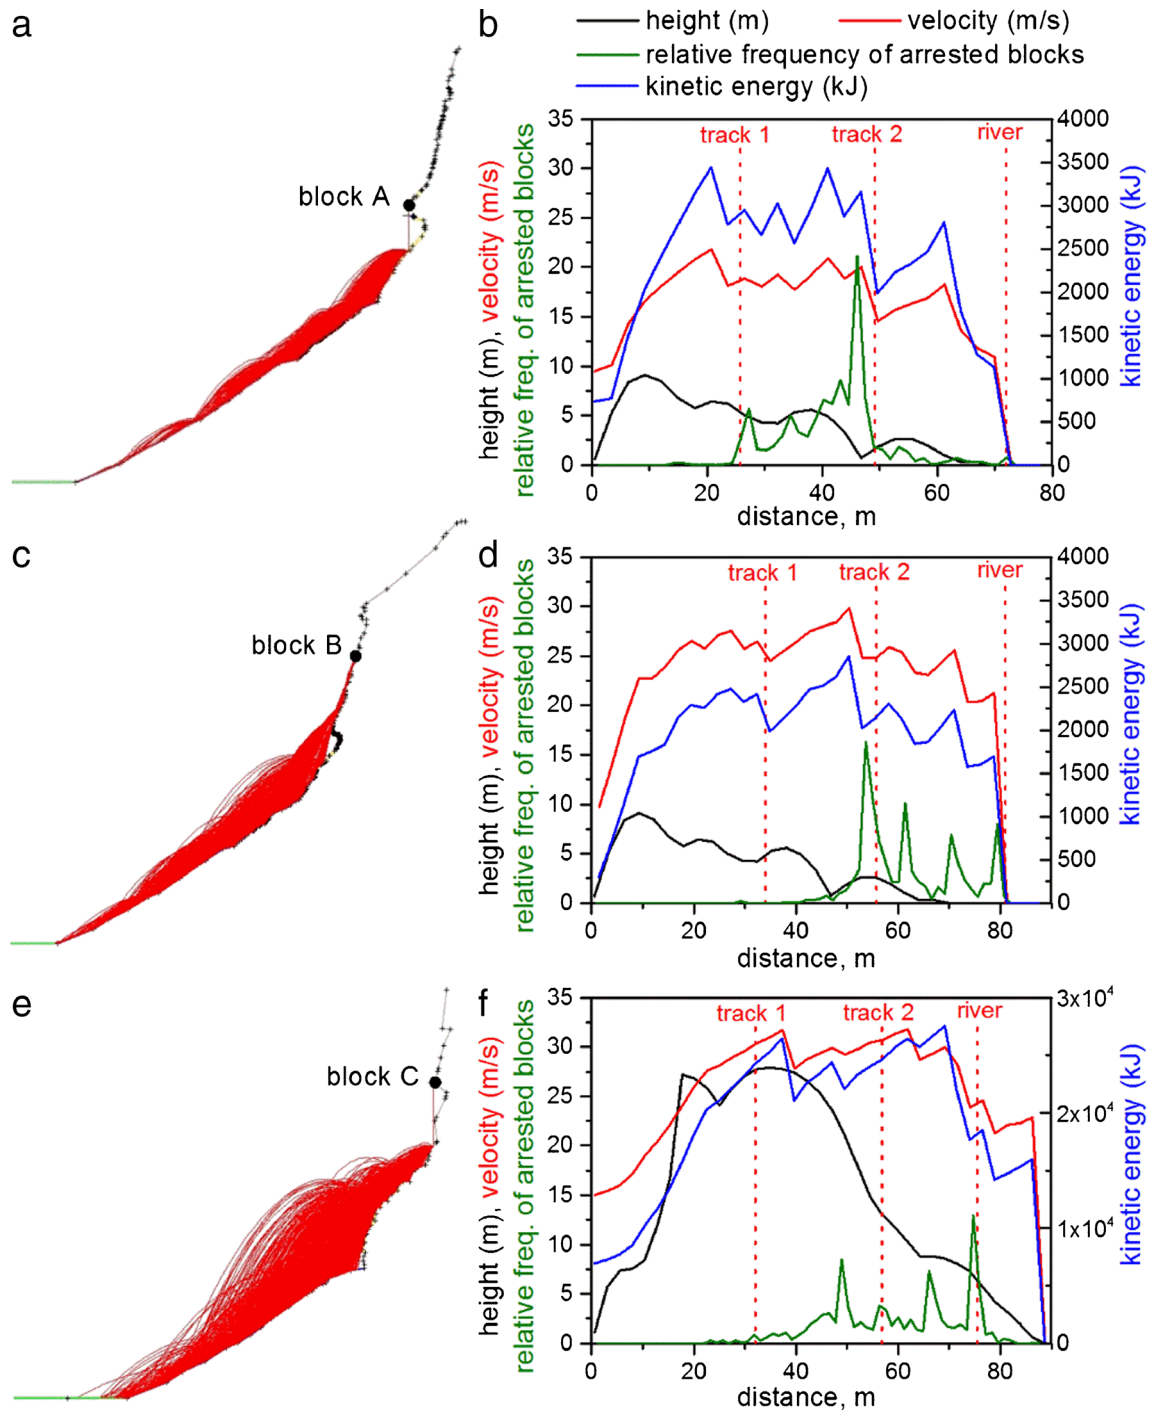 a
block A
b
height (m)
velocity (m/s)
relative frequency of arrested blocks
kinetic energy (kJ)
height (m), velocity (m/s)
relative freq. of arrested blocks
35
30
25
20
15
10
5
0
track 1
track 2
river
4000
3500
3000
2500
2000
1500
1000
500
0
kinetic energy (kJ)
0
20
40
60
80
distance, m
c
block B
d
height (m), velocity (m/s)
relative freq. of arrested blocks
35
30
25
20
15
10
5
0
track 1
track 2
river
4000
3500
3000
2500
2000
1500
1000
500
0
kinetic energy (kJ)
0
20
40
60
80
distance, m
e
block C
f
height (m), velocity (m/s)
relative freq. of arrested blocks
35
30
25
20
15
10
5
0
track 1
track 2
river
3x10⁴
2x10⁴
1x10⁴
0
kinetic energy (kJ)
0
20
40
60
80
distance, m